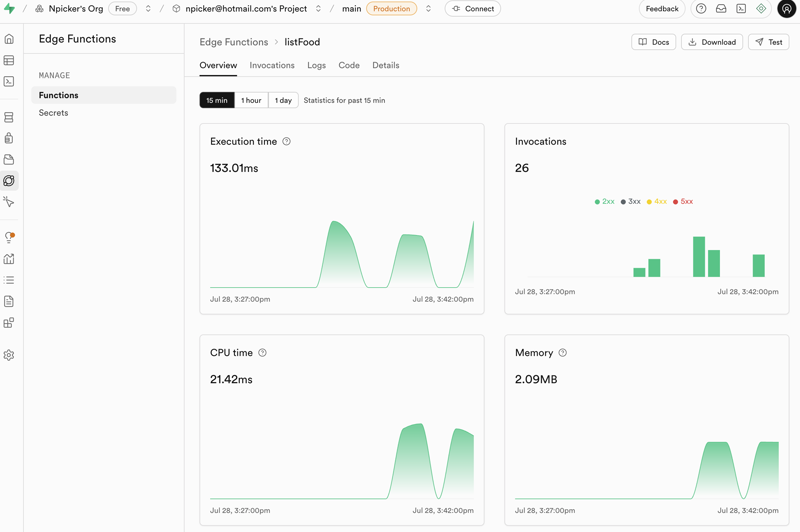 / Npicker's Org Free / npicker@hotmail.com's Project / main Production Connect Feedback
Edge Functions
MANAGE
Functions
Secrets
Edge Functions > listFood
Docs Download Test
Overview Invocations Logs Code Details
15 min 1 hour 1 day Statistics for past 15 min
Execution time
133.01ms
Jul 28, 3:27:00pm Jul 28, 3:42:00pm
Invocations
26
2xx 3xx 4xx 5xx
Jul 28, 3:27:00pm Jul 28, 3:42:00pm
CPU time
21.42ms
Jul 28, 3:27:00pm Jul 28, 3:42:00pm
Memory
2.09MB
Jul 28, 3:27:00pm Jul 28, 3:42:00pm